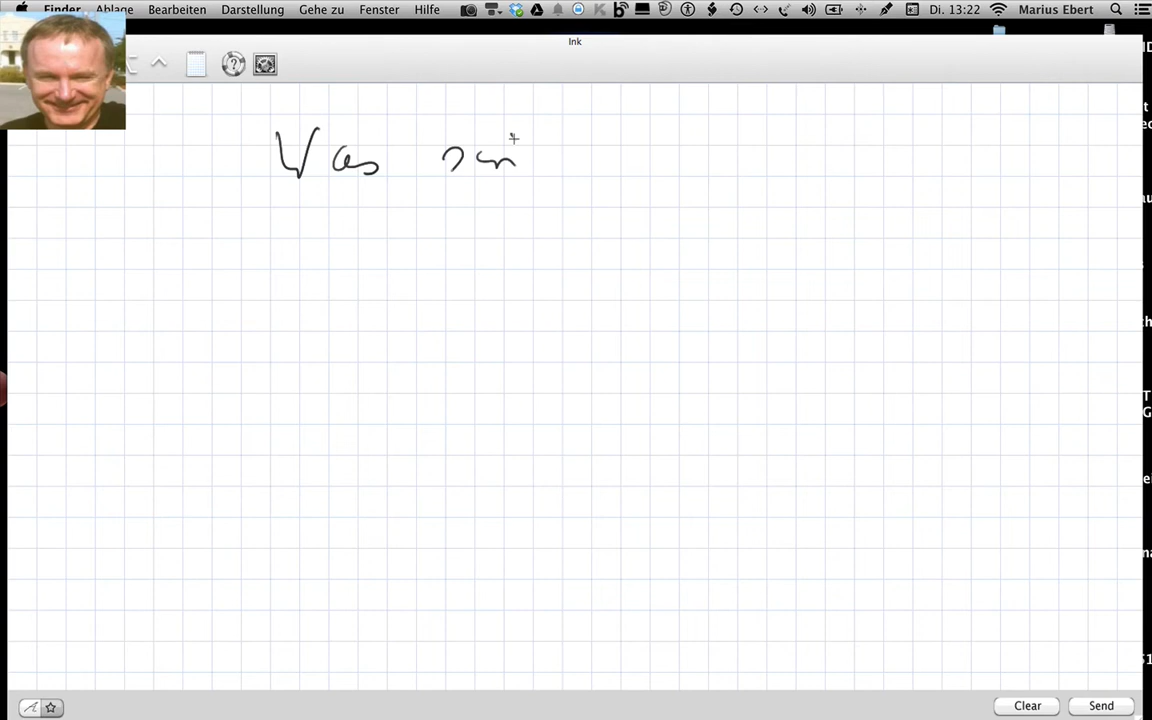 Finder Ablage Bearbeiten Darstellung Gehe zu Fenster Hilfe Di. 13:22 Marius Ebert
Ink
Was
Clear Send